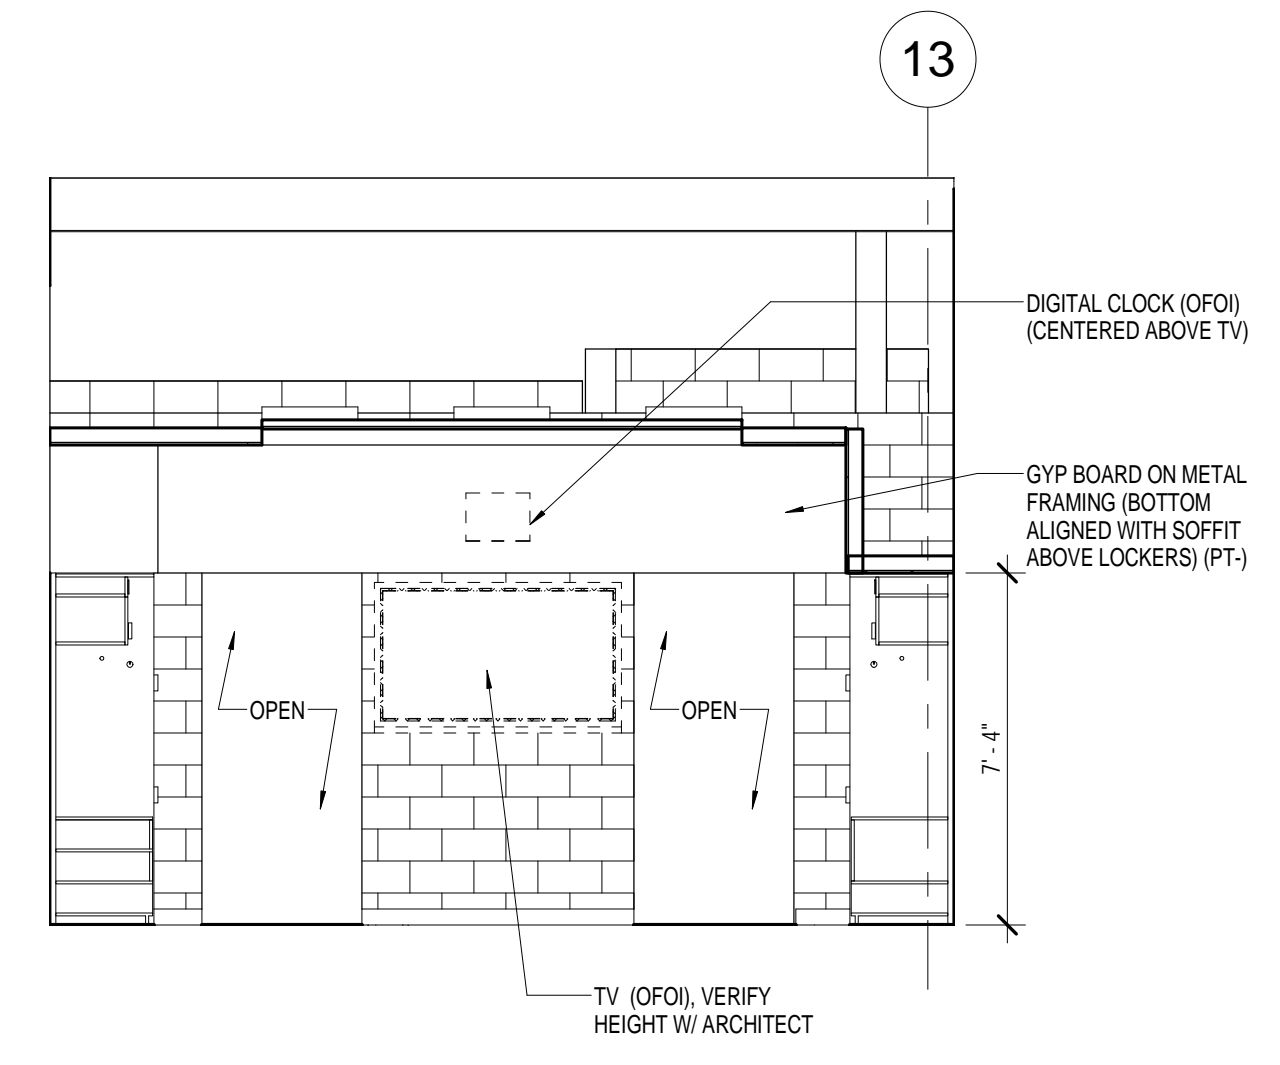 13
DIGITAL CLOCK (OFOI)
(CENTERED ABOVE TV)
GYP BOARD ON METAL
FRAMING (BOTTOM
ALIGNED WITH SOFFIT
ABOVE LOCKERS) (PT-)
OPEN
OPEN
7' - 4"
TV (OFOI), VERIFY
HEIGHT W/ ARCHITECT